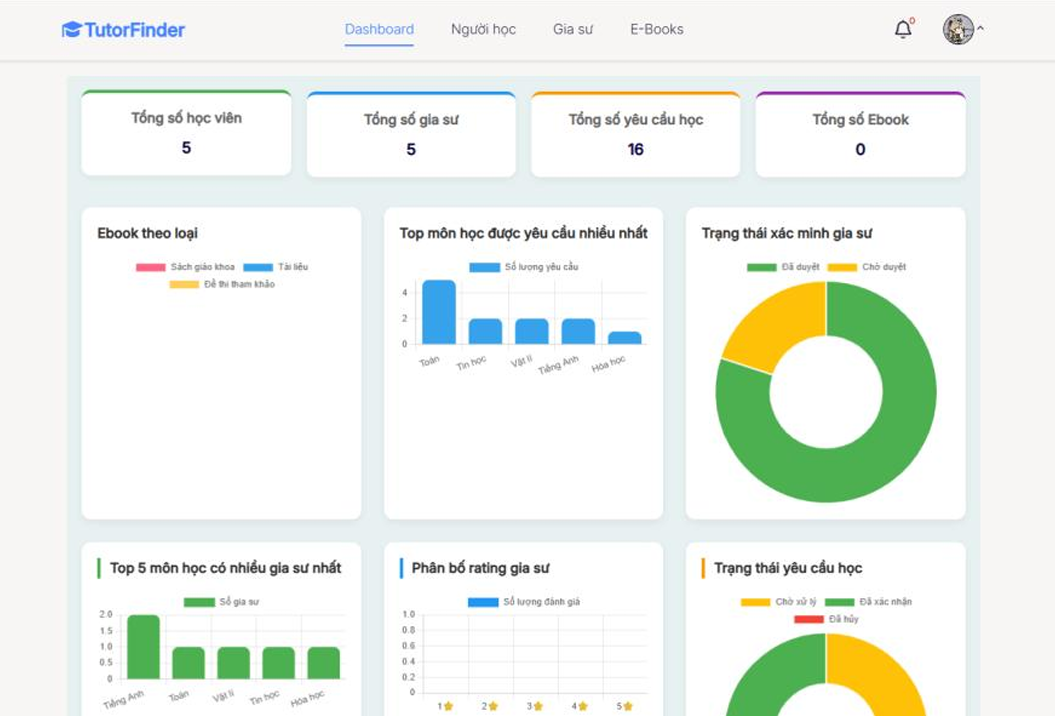 TutorFinder
Dashboard Người học Gia sư E-Books
0
Tổng số học viên
5
Tổng số gia sư
5
Tổng số yêu cầu học
16
Tổng số Ebook
0
Ebook theo loại
Sách giáo khoa Tài liệu
Đề thi tham khảo
Top môn học được yêu cầu nhiều nhất
Số lượng yêu cầu
4
2
0
Toán Tin học Vật lí Tiếng Anh Hóa học
Trạng thái xác minh gia sư
Đã duyệt Chờ duyệt
Top 5 môn học có nhiều gia sư nhất
Số gia sư
2.0
1.5
1.0
0.5
0
Tiếng Anh Toán Vật lí Tin học Hóa học
Phân bố rating gia sư
Số lượng đánh giá
1.0
0.8
0.6
0.4
0.2
0
1⭐ 2⭐ 3⭐ 4⭐ 5⭐
Trạng thái yêu cầu học
Chờ xử lý Đã xác nhận
Đã hủy